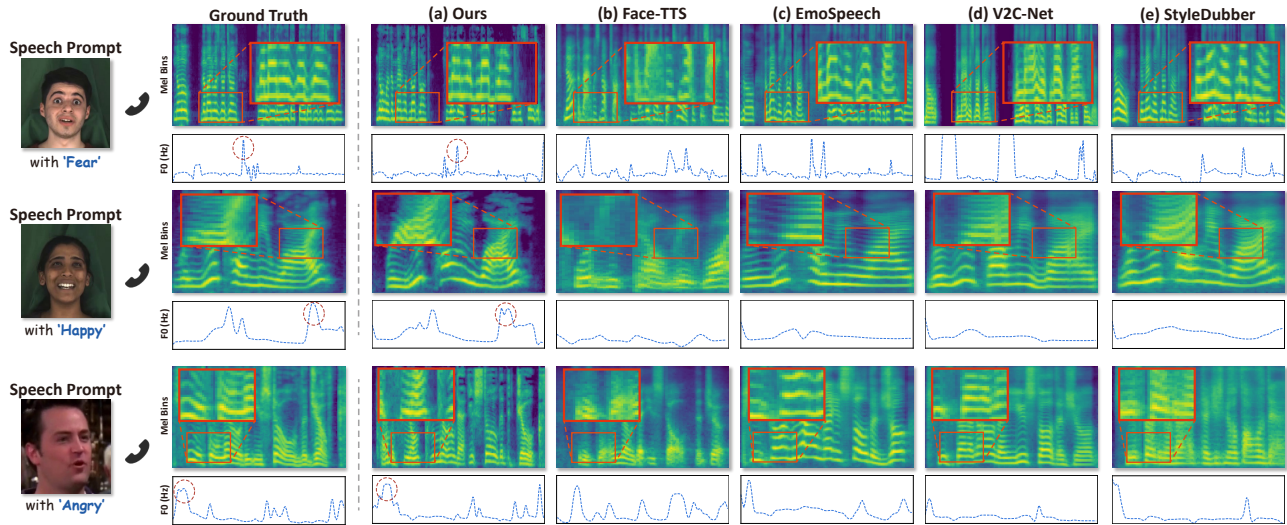 Ground Truth
(a) Ours
(b) Face-TTS
(c) EmoSpeech
(d) V2C-Net
(e) StyleDubber
Speech Prompt
with 'Fear'
Mel Bins
F0 (Hz)
Speech Prompt
with 'Happy'
Mel Bins
F0 (Hz)
Speech Prompt
with 'Angry'
Mel Bins
F0 (Hz)